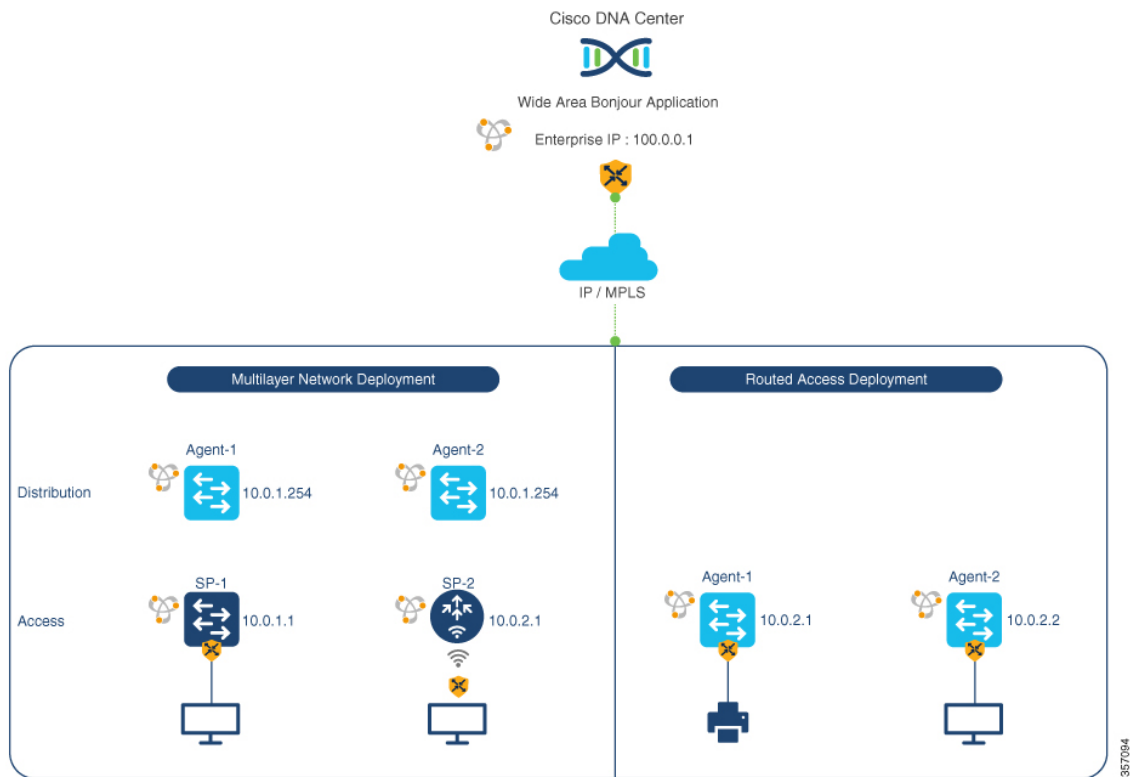 Cisco DNA Center
Wide Area Bonjour Application
Enterprise IP : 100.0.0.1
IP / MPLS
Multilayer Network Deployment
Routed Access Deployment
Agent-1
Agent-2
Distribution
10.0.1.254
10.0.1.254
SP-1
SP-2
Agent-1
Agent-2
Access
10.0.1.1
10.0.2.1
10.0.2.1
10.0.2.2
357094